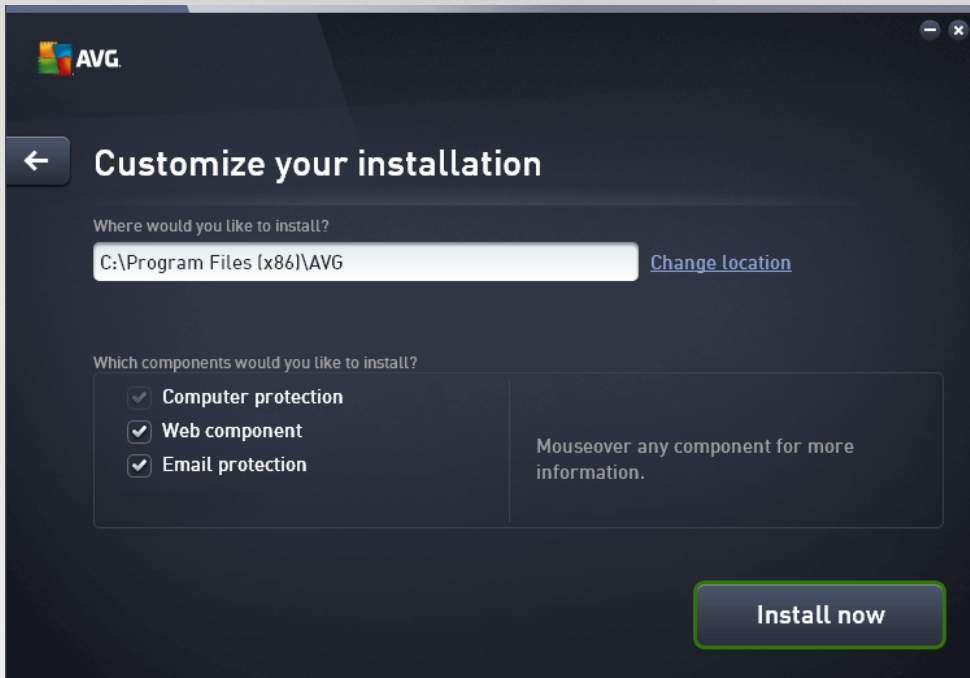 AVG.
Customize your installation
Where would you like to install?
C:\Program Files (x86)\AVG
Change location
Which components would you like to install?
Computer protection
Web component
Email protection
Mouseover any component for more
information.
Install now